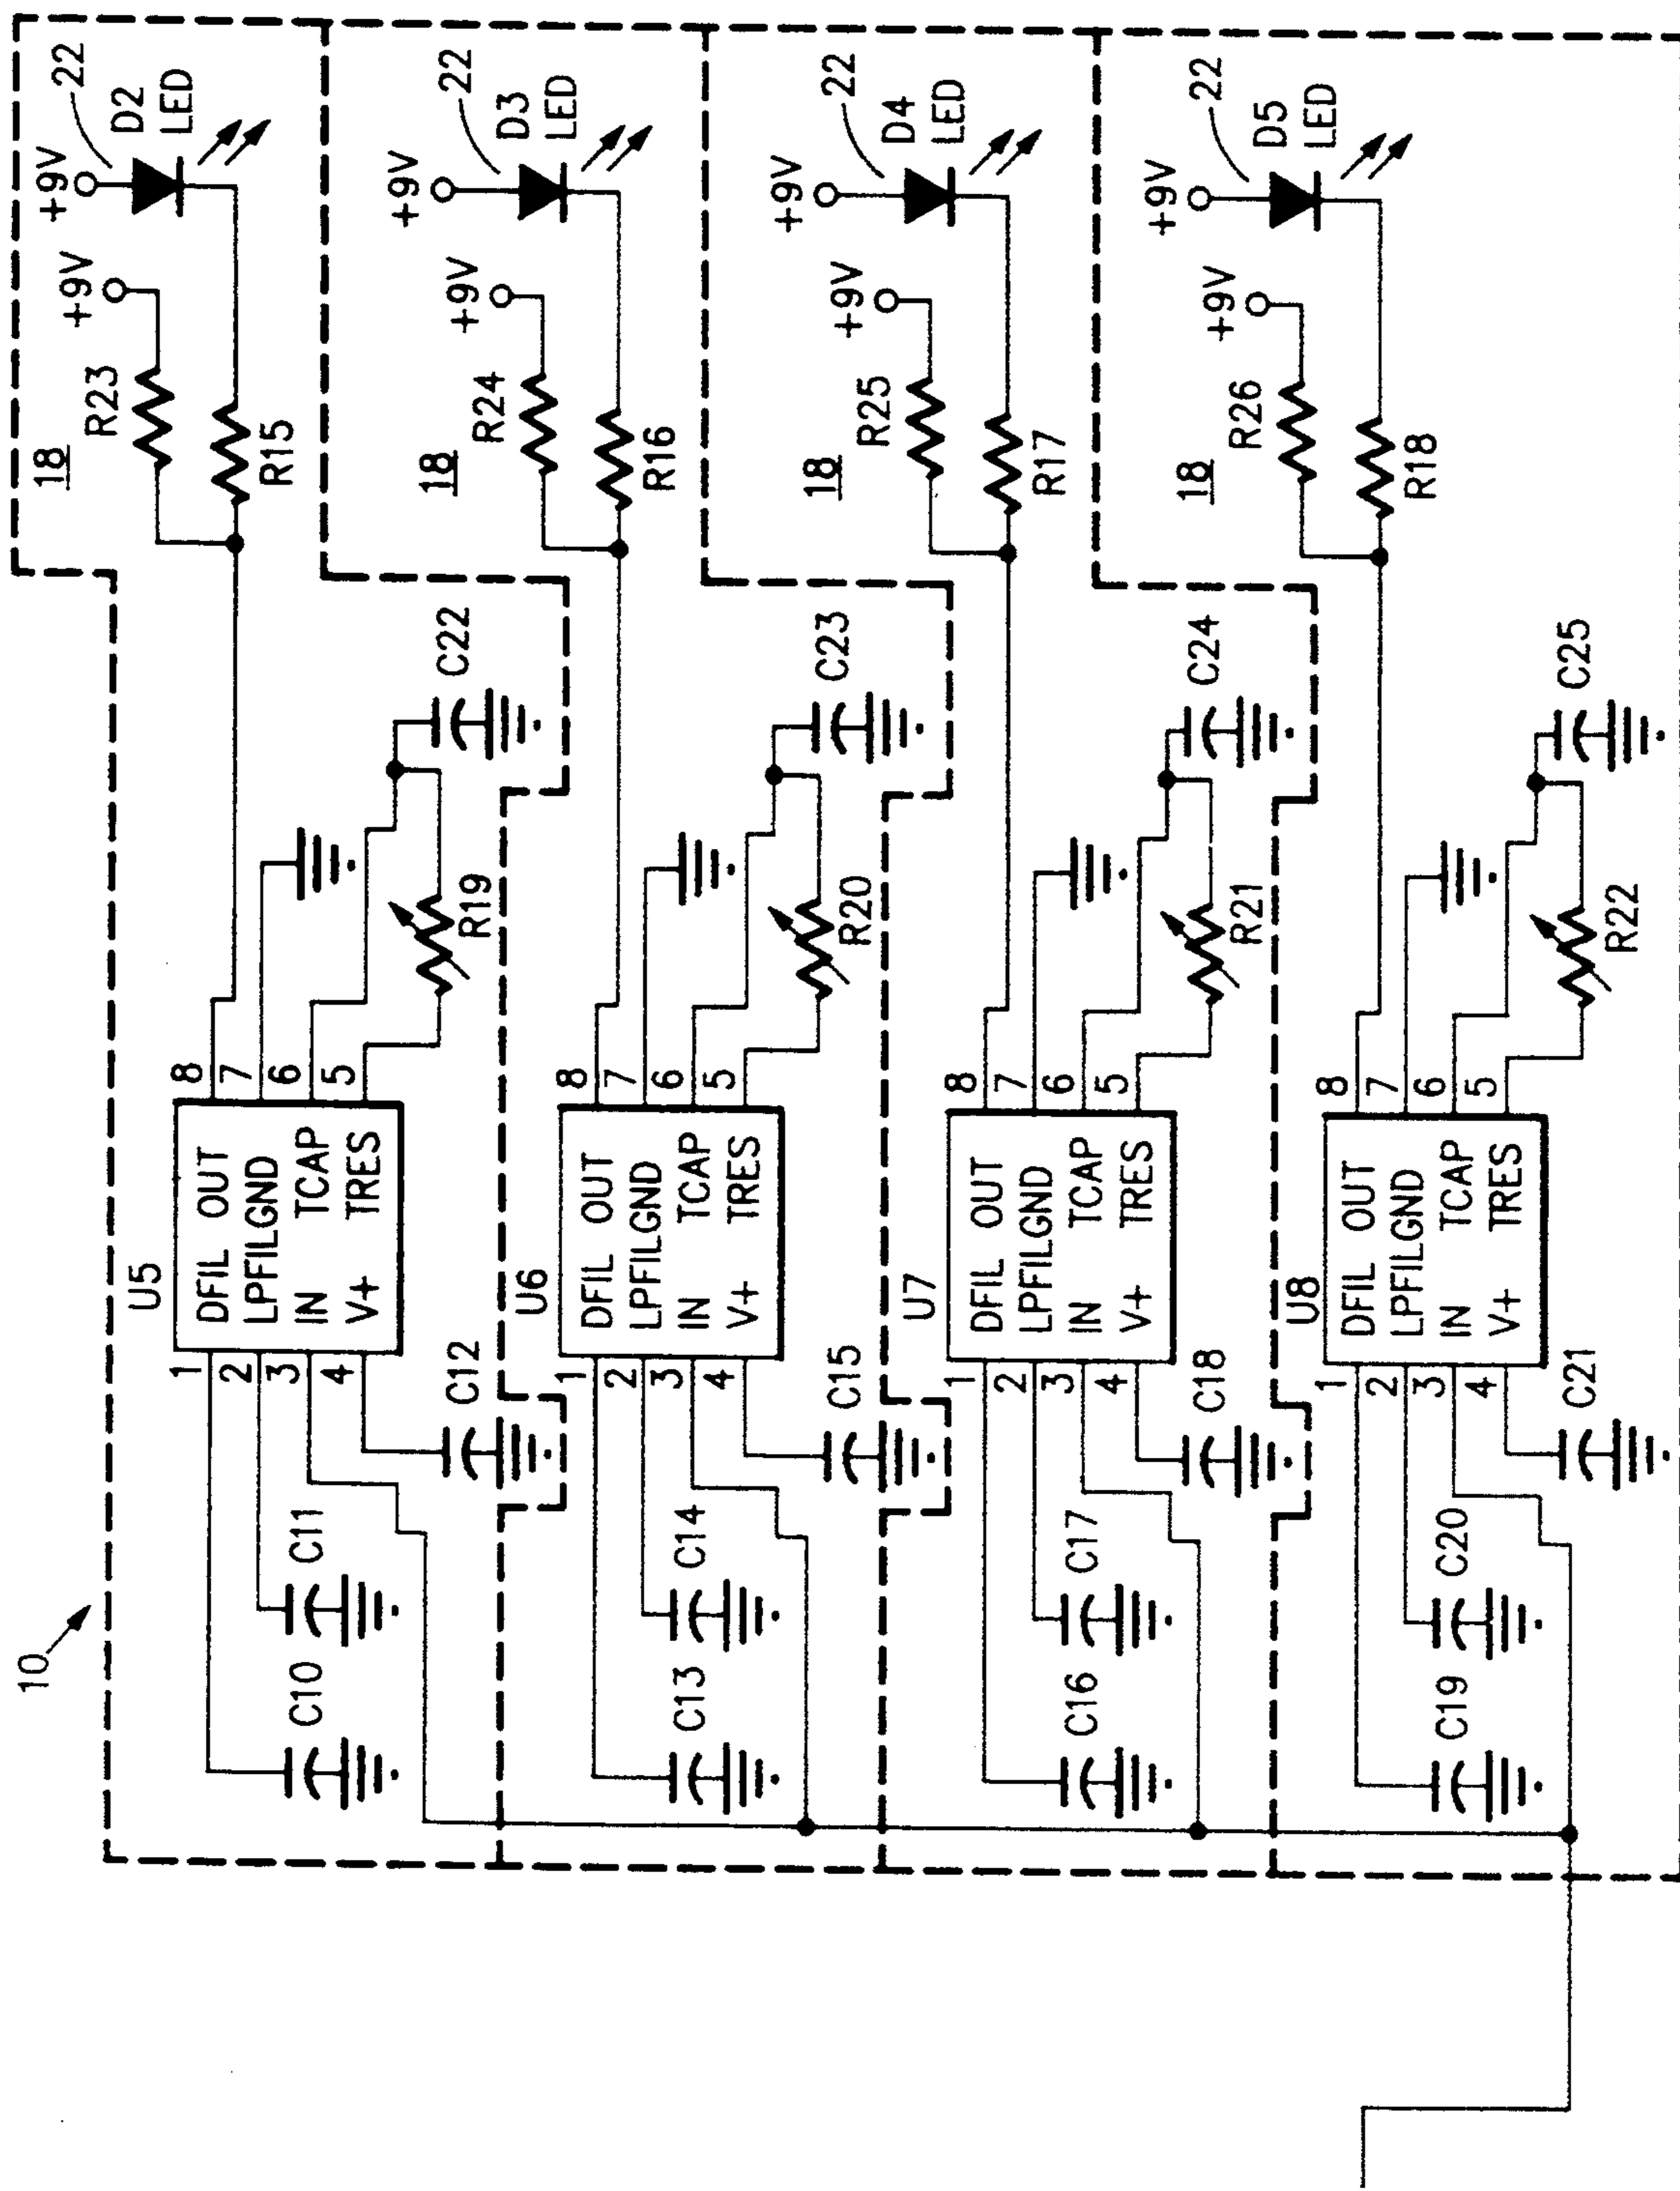 10
U5
DFIL OUT
LPFILGND
IN TCAP
V+ TRES
1
2
3
4
8
7
6
5
C10
C11
C12
R19
C22
18
R23
R15
+9V
+9V
22
D2
LED
U6
DFIL OUT
LPFILGND
IN TCAP
V+ TRES
1
2
3
4
8
7
6
5
C13
C14
C15
R20
C23
18
R24
R16
+9V
+9V
22
D3
LED
U7
DFIL OUT
LPFILGND
IN TCAP
V+ TRES
1
2
3
4
8
7
6
5
C16
C17
C18
R21
C24
18
R25
R17
+9V
+9V
22
D4
LED
U8
DFIL OUT
LPFILGND
IN TCAP
V+ TRES
1
2
3
4
8
7
6
5
C19
C20
C21
R22
C25
18
R26
R18
+9V
+9V
22
D5
LED